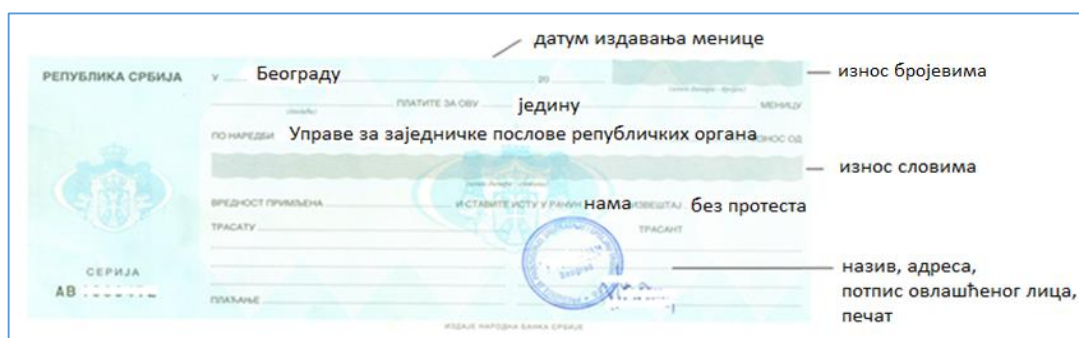 датум издавања менице
РЕПУБЛИКА СРБИЈА
У Београду 20
износ бројевима
ПЛАТИТЕ ЗА ОВУ једину МЕНИЦУ
ПО НАРЕДБИ Управе за заједничке послове републичких органа ИЗНОС ОД
износ словима
ВРЕДНОСТ ПРИМЉЕНА И СТАВИТЕ ИСТУ У РАЧУН нама ИЗВЕШТАЈ без протеста
ТРАСАТУ ТРАСАНТ
СЕРИЈА
АВ
назив, адреса,
потпис овлашћеног лица,
печат
ПЛАЋАЊЕ
ИЗДАЈЕ НАРОДНА БАНКА СРБИЈЕ